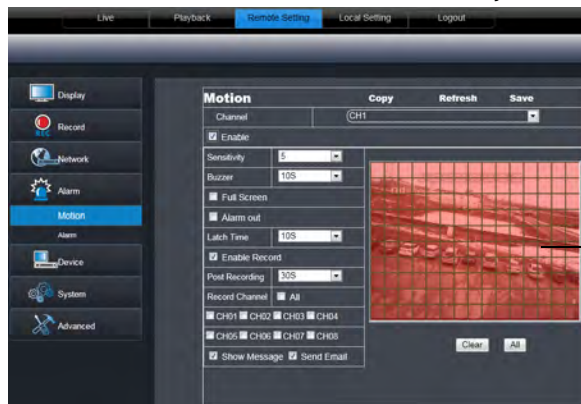 Live Playback Remote Setting Local Setting Logout
Display
Record
REC
Network
Alarm
Motion
Alarm
Device
System
Advanced
Motion Copy Refresh Save
Channel CH1
Enable
Sensitivity 5
Buzzer 10S
Full Screen
Alarm out
Latch Time 10S
Enable Record
Post Recording 30S
Record Channel All
CH01 CH02 CH03 CH04
CH05 CH06 CH07 CH08
Show Message Send Email
Clear All